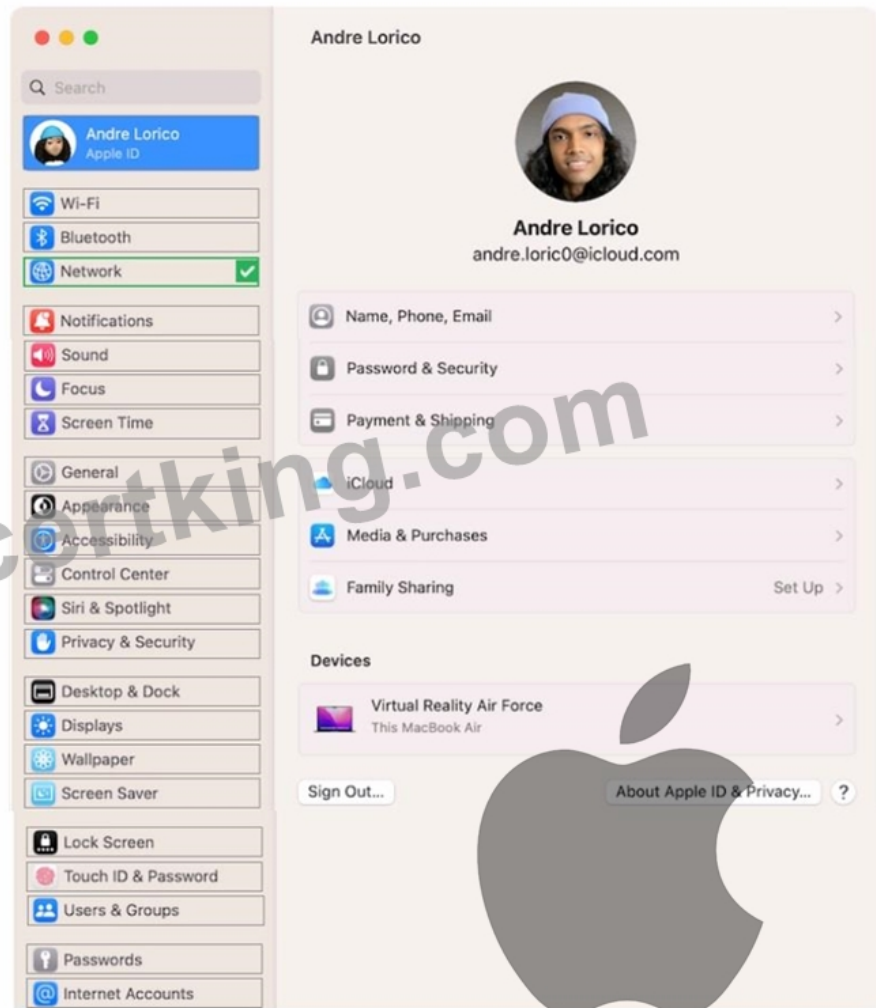 Andre Lorico
Search
Andre Lorico
Apple ID
Wi-Fi
Bluetooth
Network
Notifications
Sound
Focus
Screen Time
General
Appearance
Accessibility
Control Center
Siri & Spotlight
Privacy & Security
Desktop & Dock
Displays
Wallpaper
Screen Saver
Lock Screen
Touch ID & Password
Users & Groups
Passwords
Internet Accounts
Andre Lorico
andre.loric0@icloud.com
Name, Phone, Email
Password & Security
Payment & Shipping
iCloud
Media & Purchases
Family Sharing
Set Up
Devices
Virtual Reality Air Force
This MacBook Air
Sign Out...
About Apple ID & Privacy...
?
certking.com